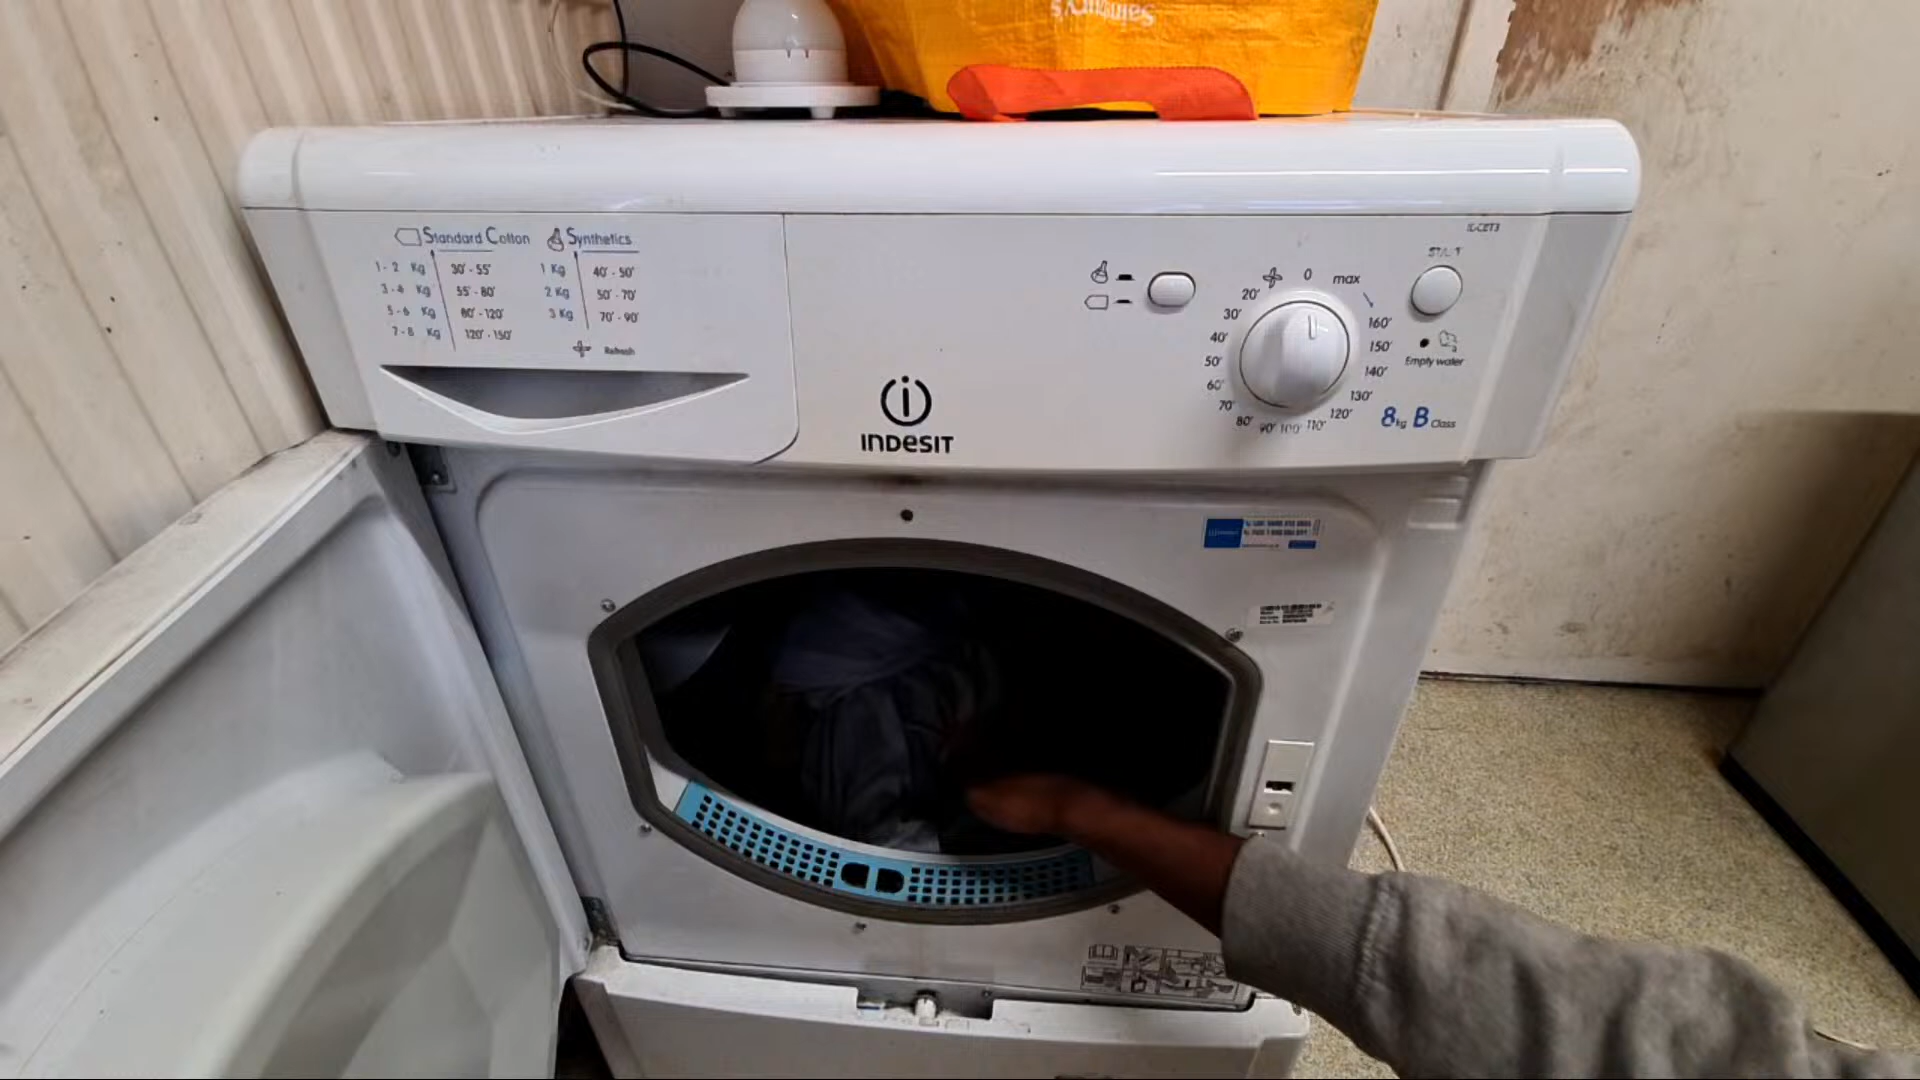 Sainsbury's
Standard Cotton
1 - 2 Kg 30' - 55'
3 - 4 Kg 55' - 80'
5 - 6 Kg 80' - 120'
7 - 8 Kg 120' - 150'
Synthetics
1 Kg 40' - 50'
2 Kg 50' - 70'
3 Kg 70' - 90'
Refresh
INDESIT
0
max
160'
150'
140'
130'
120'
110'
100'
90'
80'
70'
60'
50'
40'
30'
20'
START
Empty water
8kg B Class